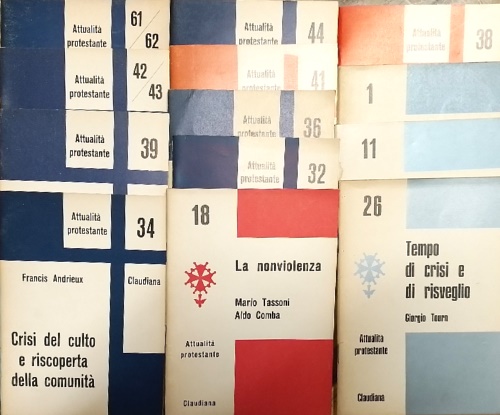 Attualità
protestante
61
/
62
Attualità
protestante
42
/
43
Attualità
protestante
39
Attualità
protestante
34
Francis Andrieux
Claudiana
Crisi del culto
e riscoperta
della comunità
Attualità
protestante
44
Attualità
protestante
41
Attualità
protestante
36
Attualità
protestante
32
18
La nonviolenza
Mario Tassoni
Aldo Comba
Attualità
protestante
Claudiana
Attualità
protestante
38
1
11
26
Tempo
di crisi e
di risveglio
Giorgio Tourn
Attualità
protestante
Claudiana